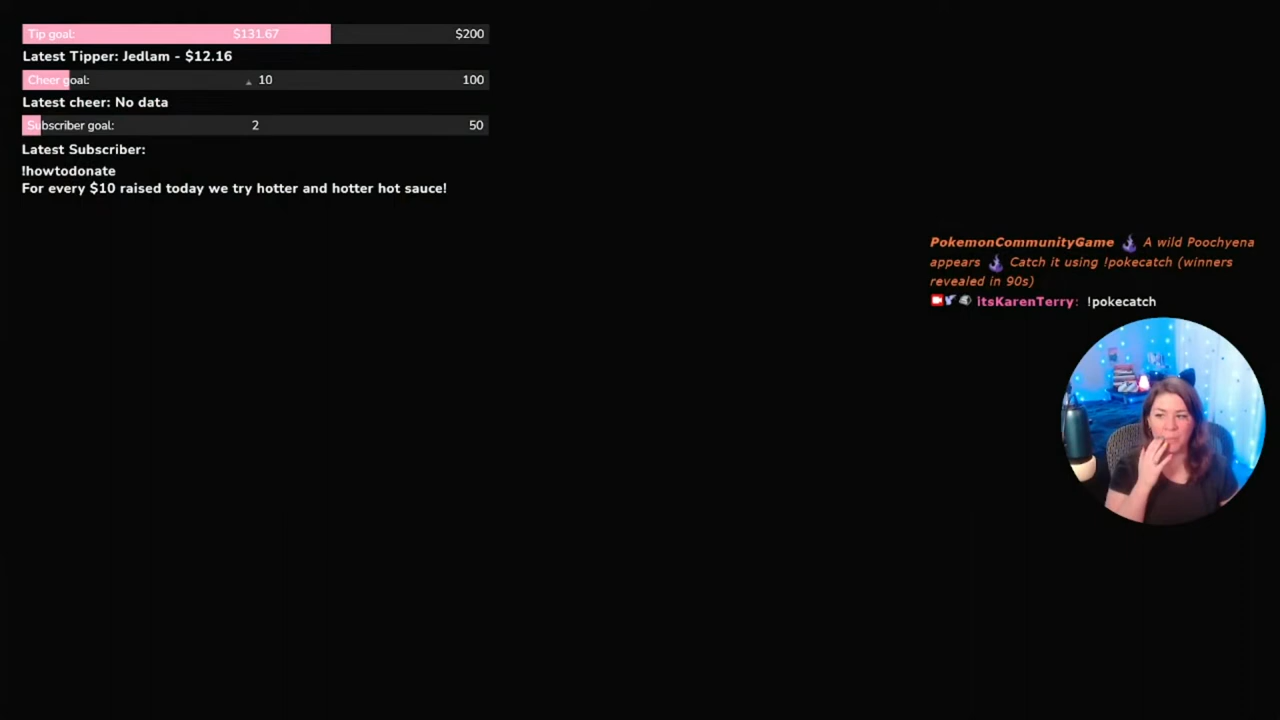 Tip goal: $131.67 $200
Latest Tipper: Jedlam - $12.16
Cheer goal: 10 100
Latest cheer: No data
Subscriber goal: 2 50
Latest Subscriber:
!howtodonate
For every $10 raised today we try hotter and hotter hot sauce!
PokemonCommunityGame A wild Poochyena
appears Catch it using !pokecatch (winners
revealed in 90s)
itsKarenTerry: !pokecatch